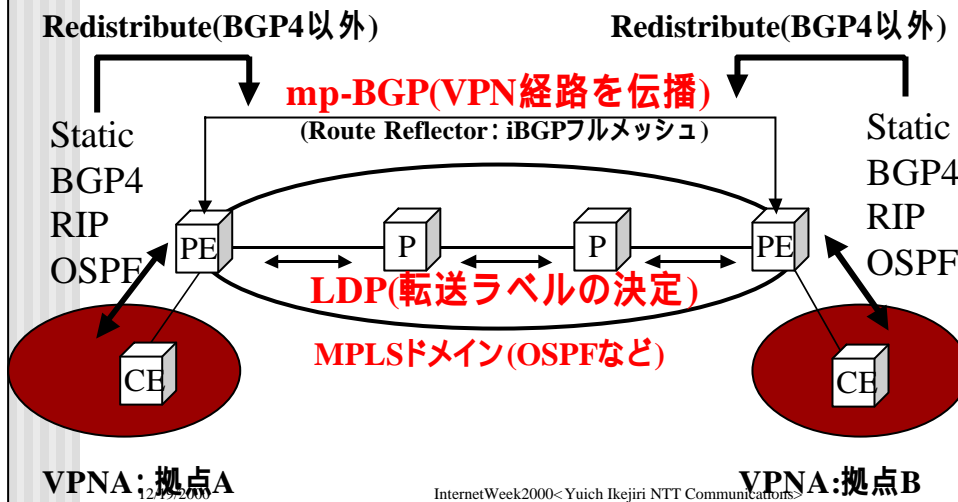 Redistribute(BGP4以外)
Redistribute(BGP4以外)
mp-BGP(VPN経路を伝播)
(Route Reflector: iBGPフルメッシュ)
Static
BGP4
RIP
OSPF
Static
BGP4
RIP
OSPF
PE
P
P
PE
LDP(転送ラベルの決定)
MPLSドメイン(OSPFなど)
CE
CE
VPNA:拠点A
VPNA:拠点B
12/19/2000
InternetWeek2000<Yuich Ikejiri NTT Communications>